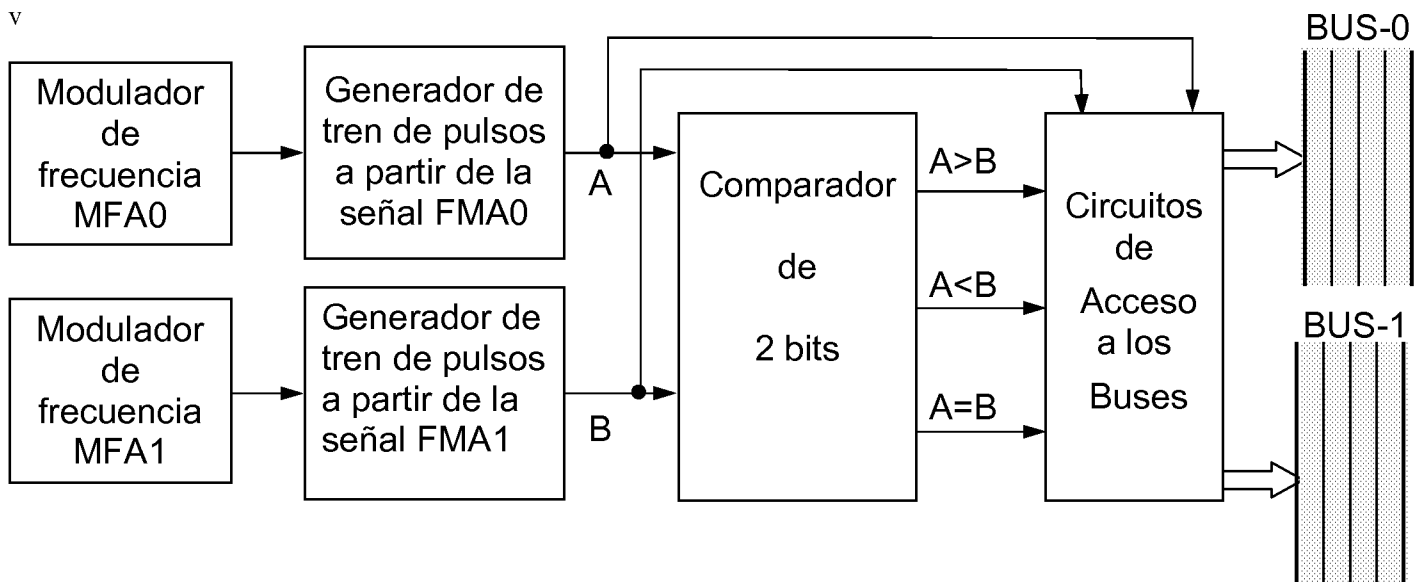 v
Modulador
de
frecuencia
MFA0
Generador de
tren de pulsos
a partir de la
señal FMA0
A
Modulador
de
frecuencia
MFA1
Generador de
tren de pulsos
a partir de la
señal FMA1
B
Comparador
de
2 bits
A>B
A<B
A=B
Circuitos
de
Acceso
a los
Buses
BUS-0
BUS-1